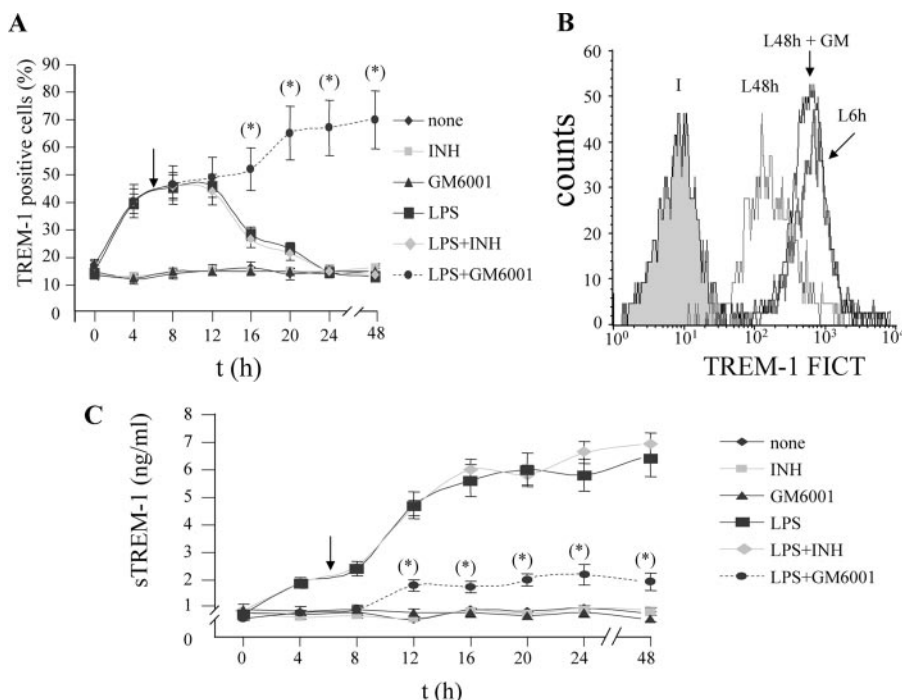 A
TREM-1 positive cells (%)
90
80
70
60
50
40
30
20
10
0
(*)
(*)
(*)
(*)
0 4 8 12 16 20 24 48
t (h)
none
INH
GM6001
LPS
LPS+INH
LPS+GM6001
B
counts
60
50
40
30
20
10
0
L48h + GM
I
L48h
L6h
10⁰ 10¹ 10² 10³ 10⁴
TREM-1 FICT
C
sTREM-1 (ng/ml)
8
7
6
5
4
3
2
1
0
(*) (*) (*) (*) (*)
0 4 8 12 16 20 24 48
t (h)
none
INH
GM6001
LPS
LPS+INH
LPS+GM6001